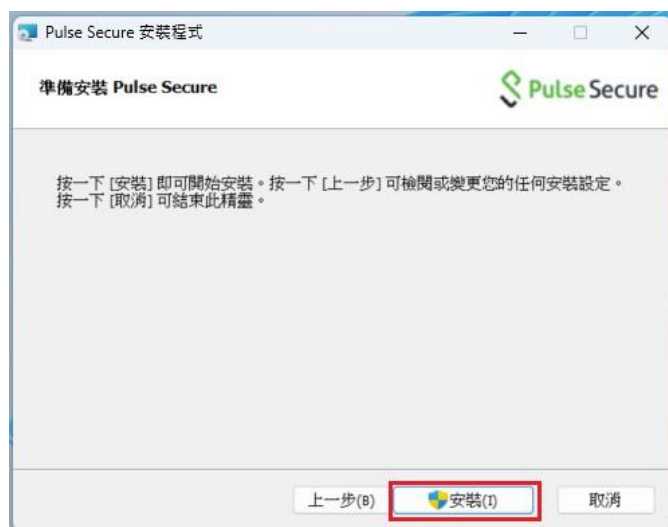 Pulse Secure 安裝程式
準備安裝 Pulse Secure
Pulse Secure
按一下 [安裝] 即可開始安裝。按一下 [上一步] 可檢閱或變更您的任何安裝設定。
按一下 [取消] 可結束此精靈。
上一步(B) 安裝(I) 取消